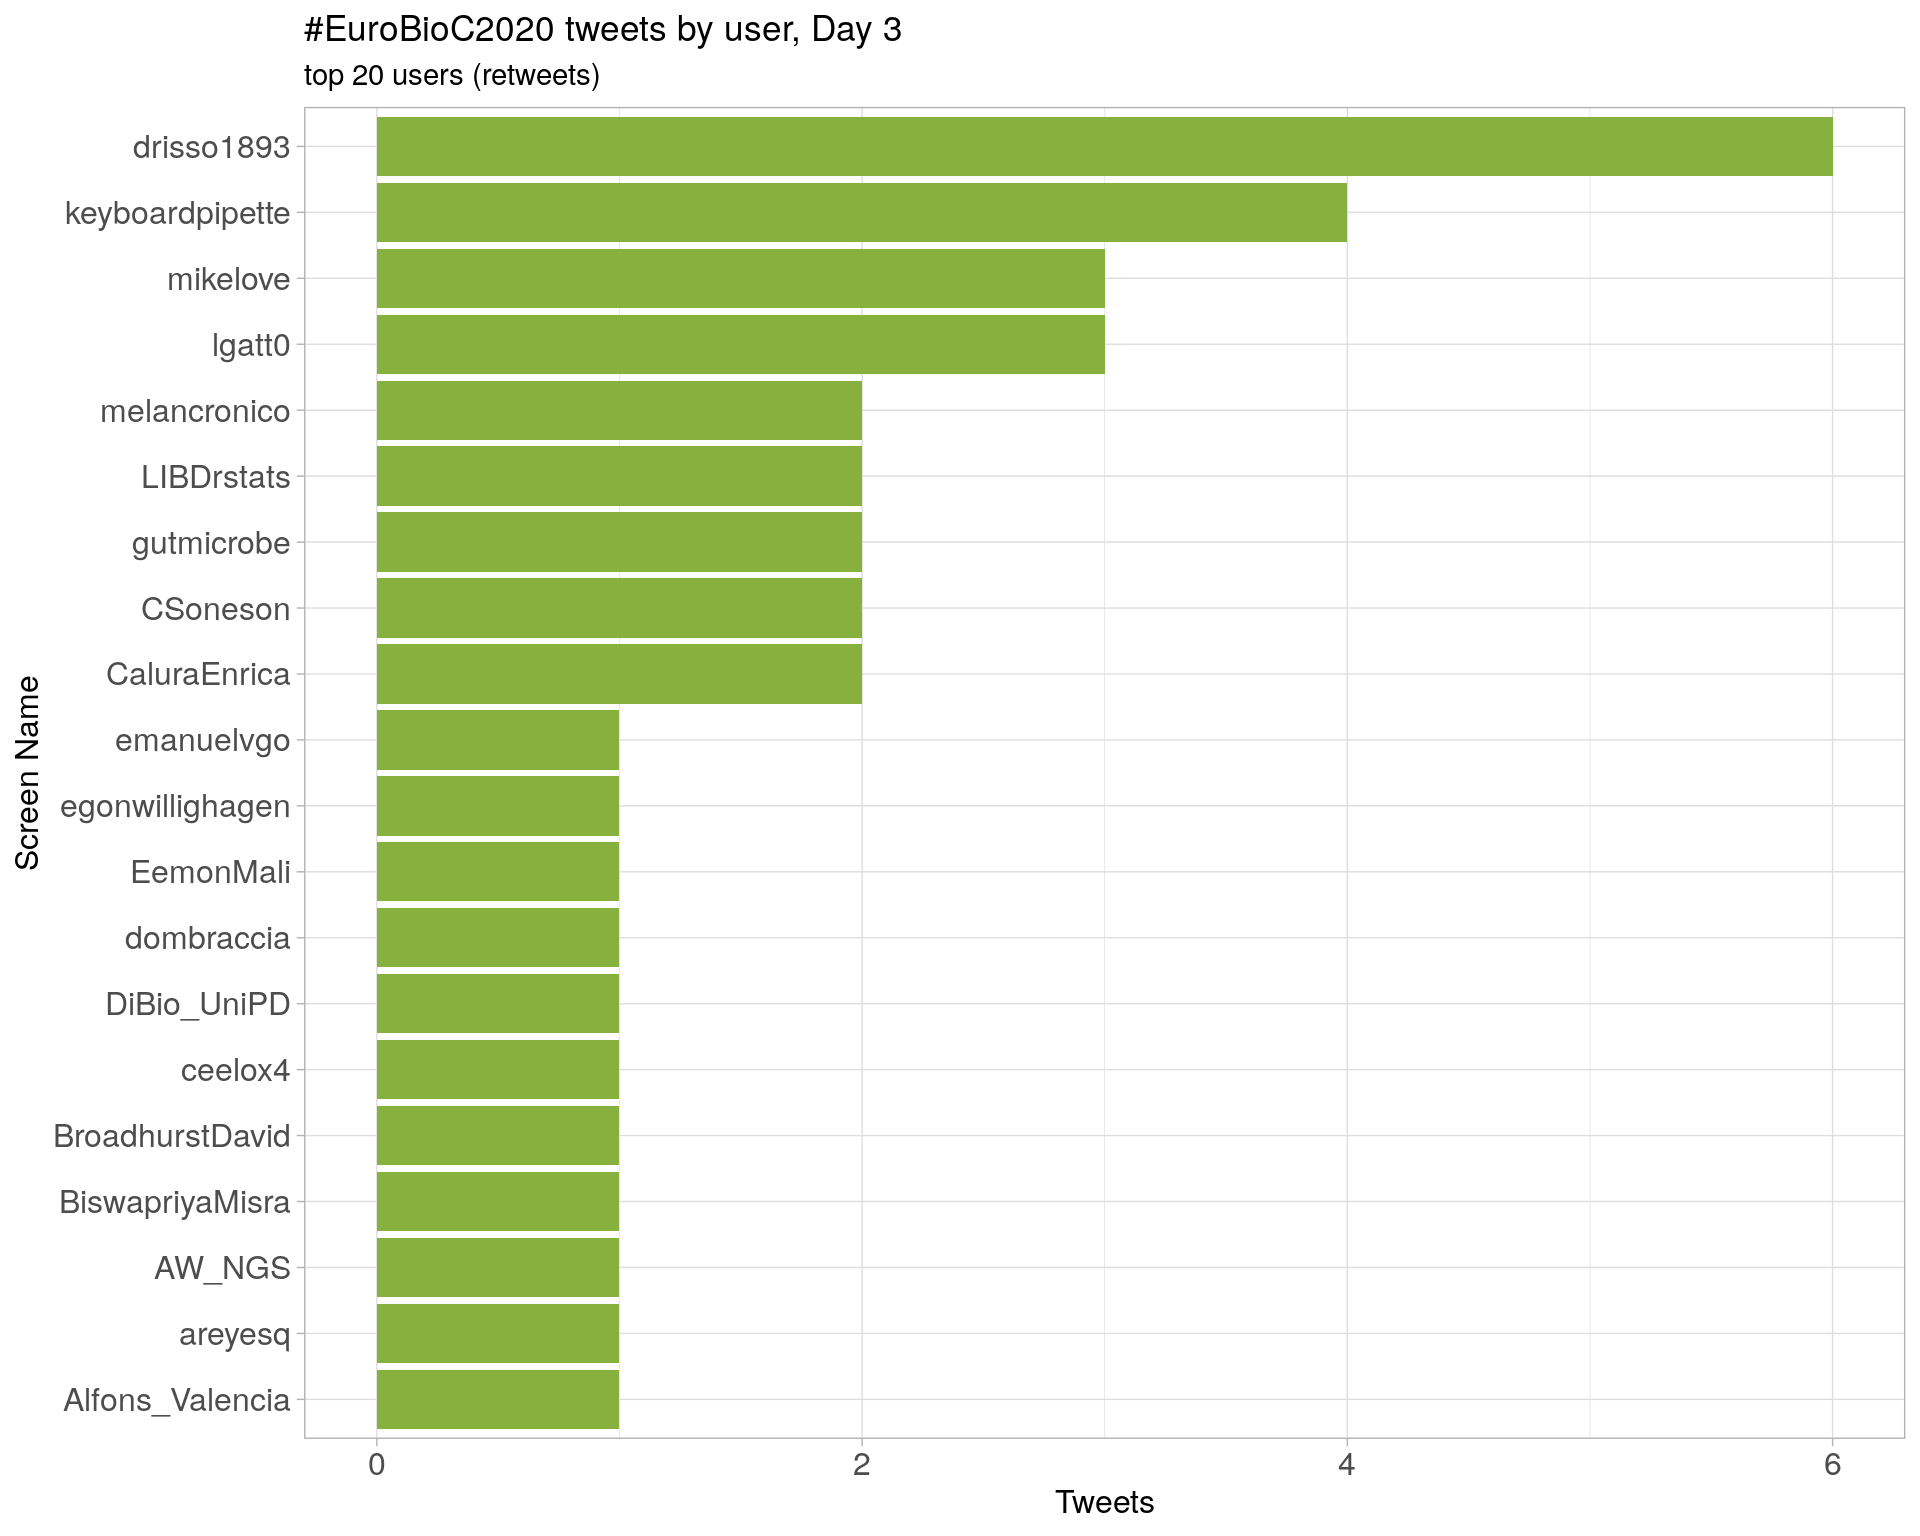 #EuroBioC2020 tweets by user, Day 3
top 20 users (retweets)
drisso1893
keyboardpipette
mikelove
lgatt0
melancronico
LIBDrstats
gutmicrobe
CSoneson
CaluraEnrica
emanuelvgo
egonwillighagen
EemonMali
dombraccia
DiBio_UniPD
ceelox4
BroadhurstDavid
BiswapriyaMisra
AW_NGS
areyesq
Alfons_Valencia
Screen Name
0 2 4 6
Tweets